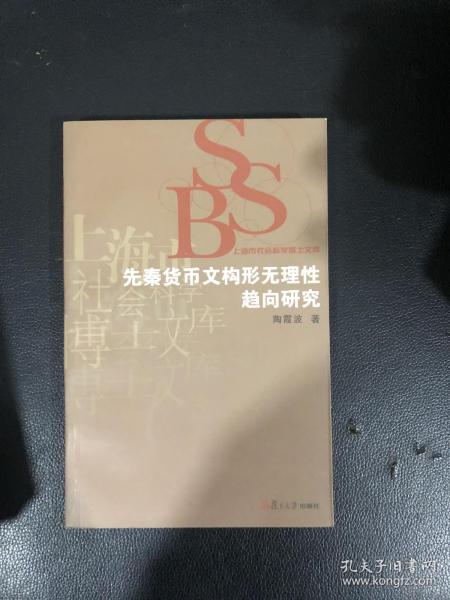 SBS
上海市社会科学博士文库
上海市
社会科学
博士文库
先秦货币文构形无理性
趋向研究
陶霞波 著
复旦大学出版社
孔夫子旧书网
www.kongfz.com